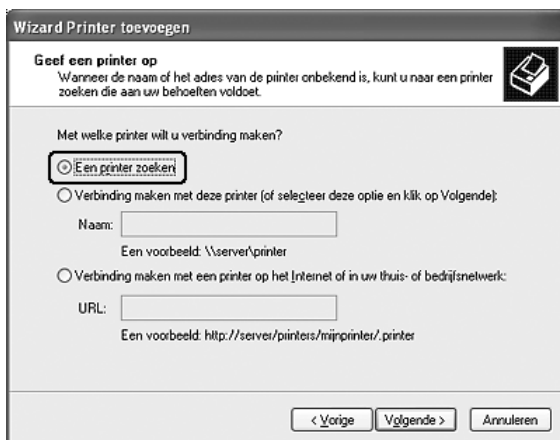 Wizard Printer toevoegen
Geef een printer op
Wanneer de naam of het adres van de printer onbekend is, kunt u naar een printer
zoeken die aan uw behoeften voldoet.
Met welke printer wilt u verbinding maken?
Een printer zoeken
Verbinding maken met deze printer (of selecteer deze optie en klik op Volgende):
Naam:
Een voorbeeld: \\server\printer
Verbinding maken met een printer op het Internet of in uw thuis- of bedrijfsnetwerk:
URL:
Een voorbeeld: http://server/printers/mijnprinter/.printer
< Vorige
Volgende >
Annuleren